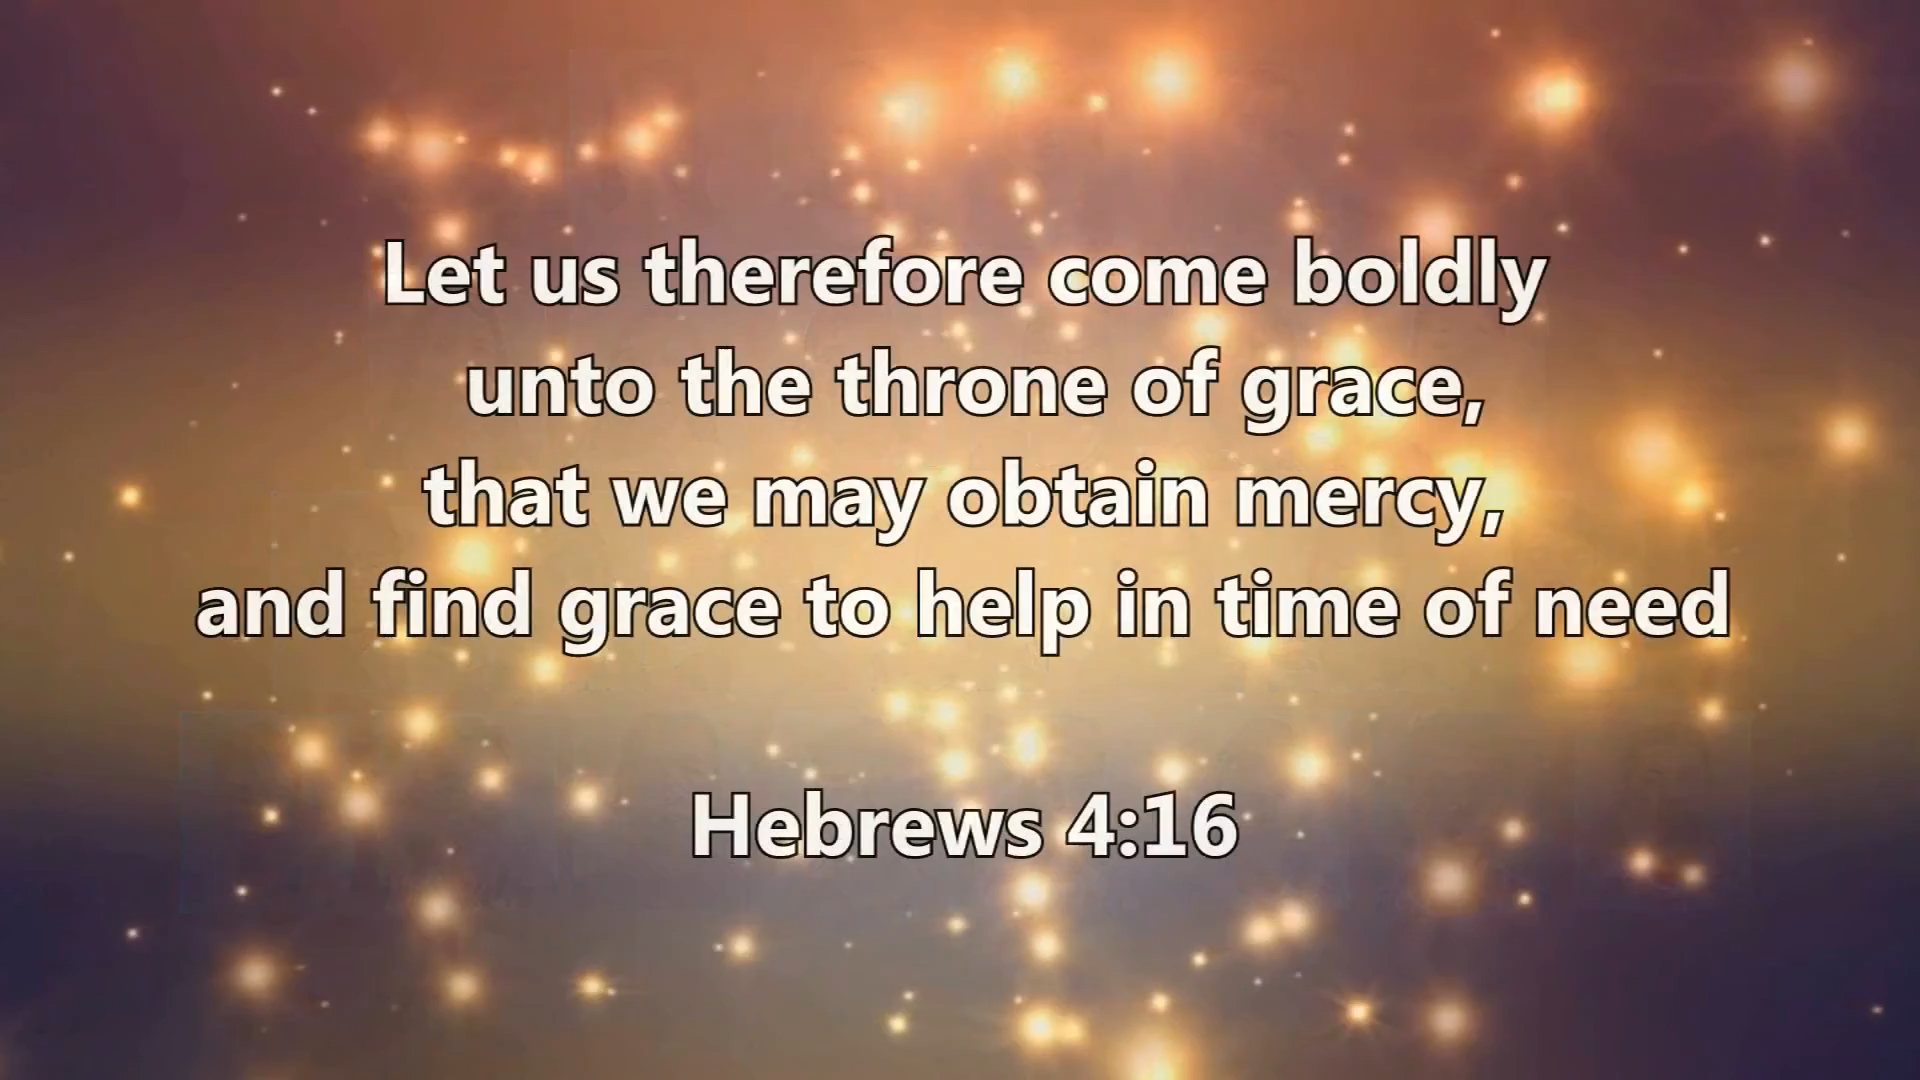 Let us therefore come boldly
unto the throne of grace,
that we may obtain mercy,
and find grace to help in time of need
Hebrews 4:16